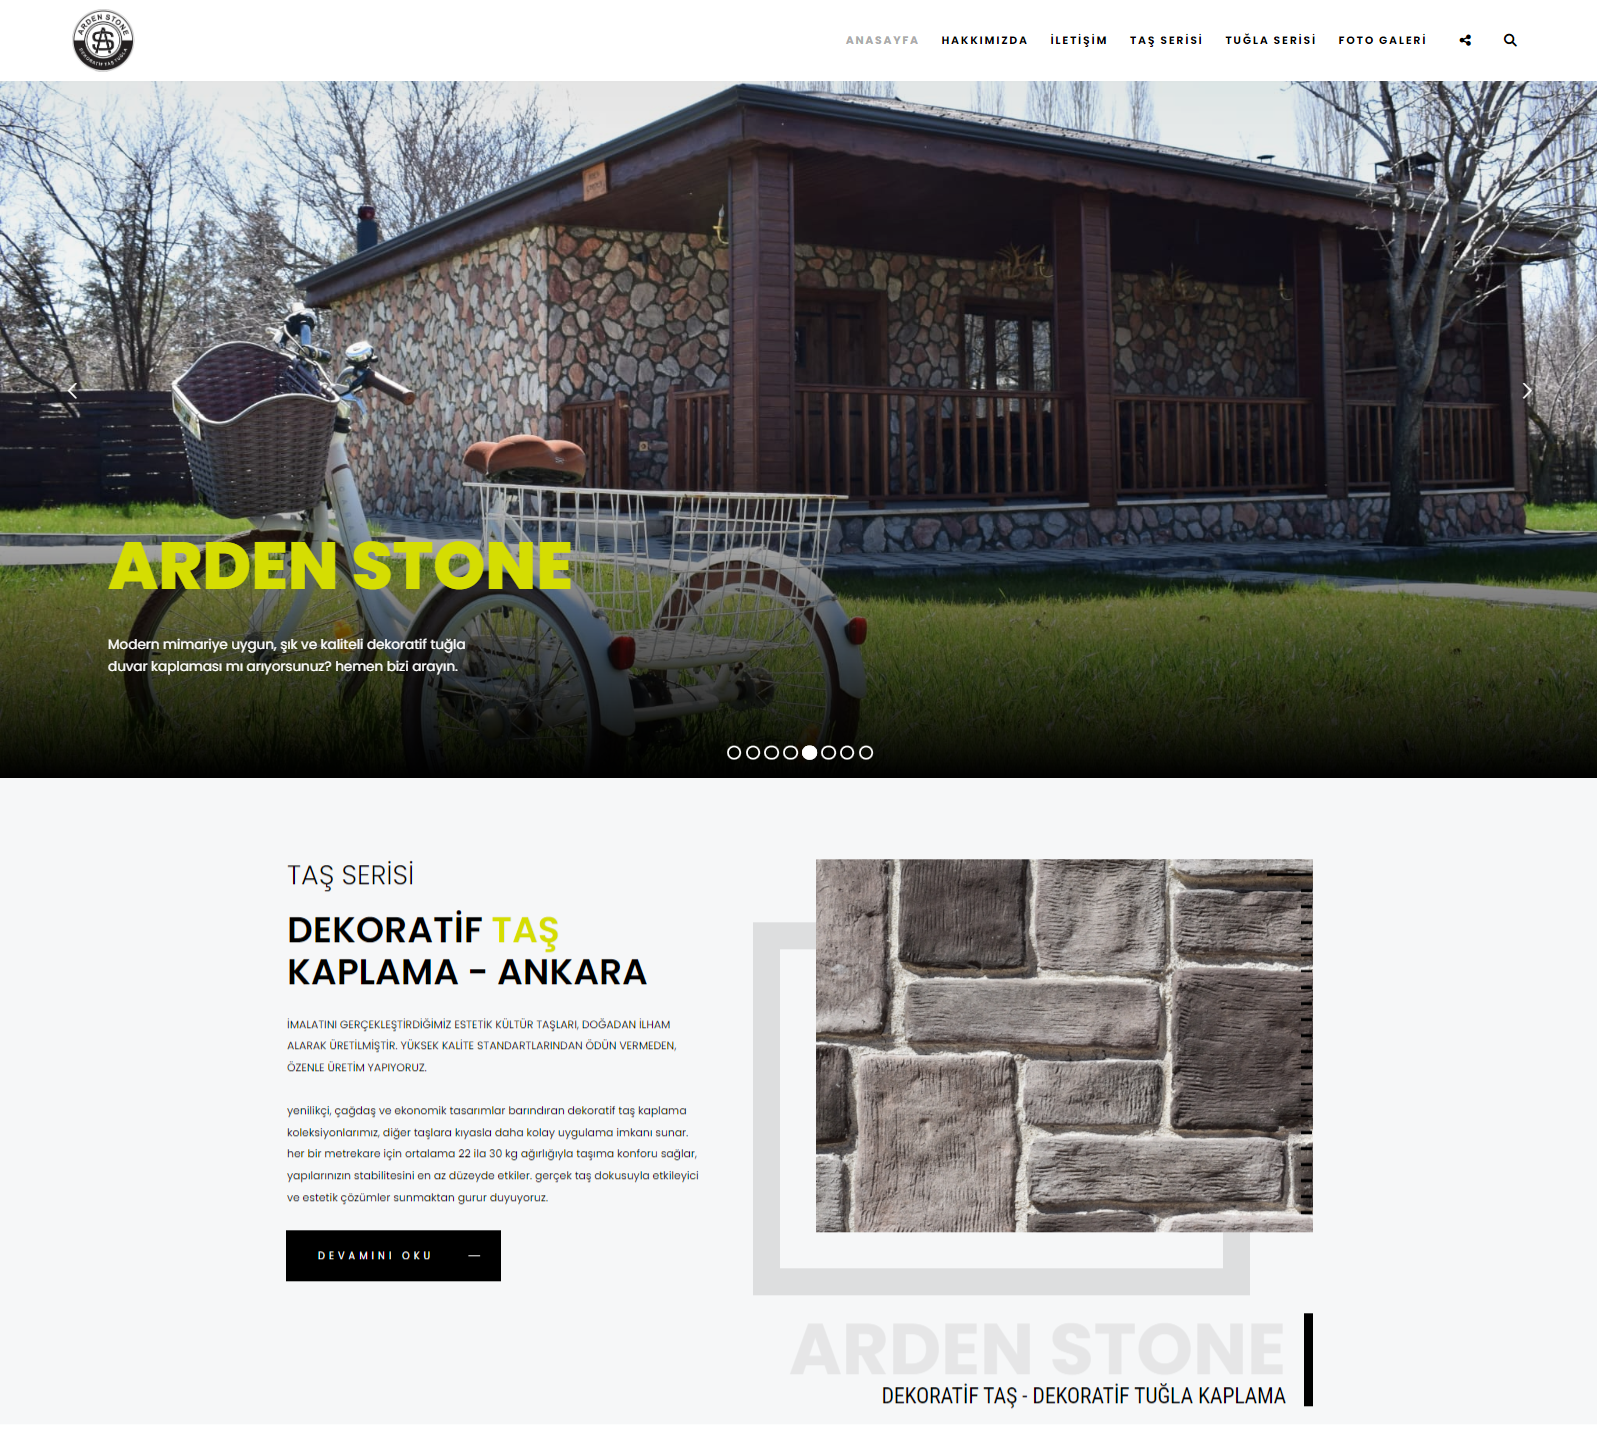 ARDEN STONE
DEKORATİF TAŞ TUĞLA
ANASAYFA
HAKKIMIZDA
İLETİŞİM
TAŞ SERİSİ
TUĞLA SERİSİ
FOTO GALERİ
ARDEN STONE
Modern mimariye uygun, şık ve kaliteli dekoratif tuğla
duvar kaplaması mı arıyorsunuz? hemen bizi arayın.
TAŞ SERİSİ
DEKORATİF TAŞ
KAPLAMA - ANKARA
İMALATINI GERÇEKLEŞTİRDİĞİMİZ ESTETİK KÜLTÜR TAŞLARI, DOĞADAN İLHAM
ALARAK ÜRETİLMİŞTİR. YÜKSEK KALİTE STANDARTLARINDAN ÖDÜN VERMEDEN,
ÖZENLE ÜRETİM YAPIYORUZ.
yenilikçi, çağdaş ve ekonomik tasarımlar barındıran dekoratif taş kaplama
koleksiyonlarımız, diğer taşlara kıyasla daha kolay uygulama imkanı sunar.
her bir metrekare için ortalama 22 ila 30 kg ağırlığıyla taşıma konforu sağlar,
yapılarınızın stabilitesini en az düzeyde etkiler. gerçek taş dokusuyla etkileyici
ve estetik çözümler sunmaktan gurur duyuyoruz.
DEVAMINI OKU
ARDEN STONE
DEKORATİF TAŞ - DEKORATİF TUĞLA KAPLAMA